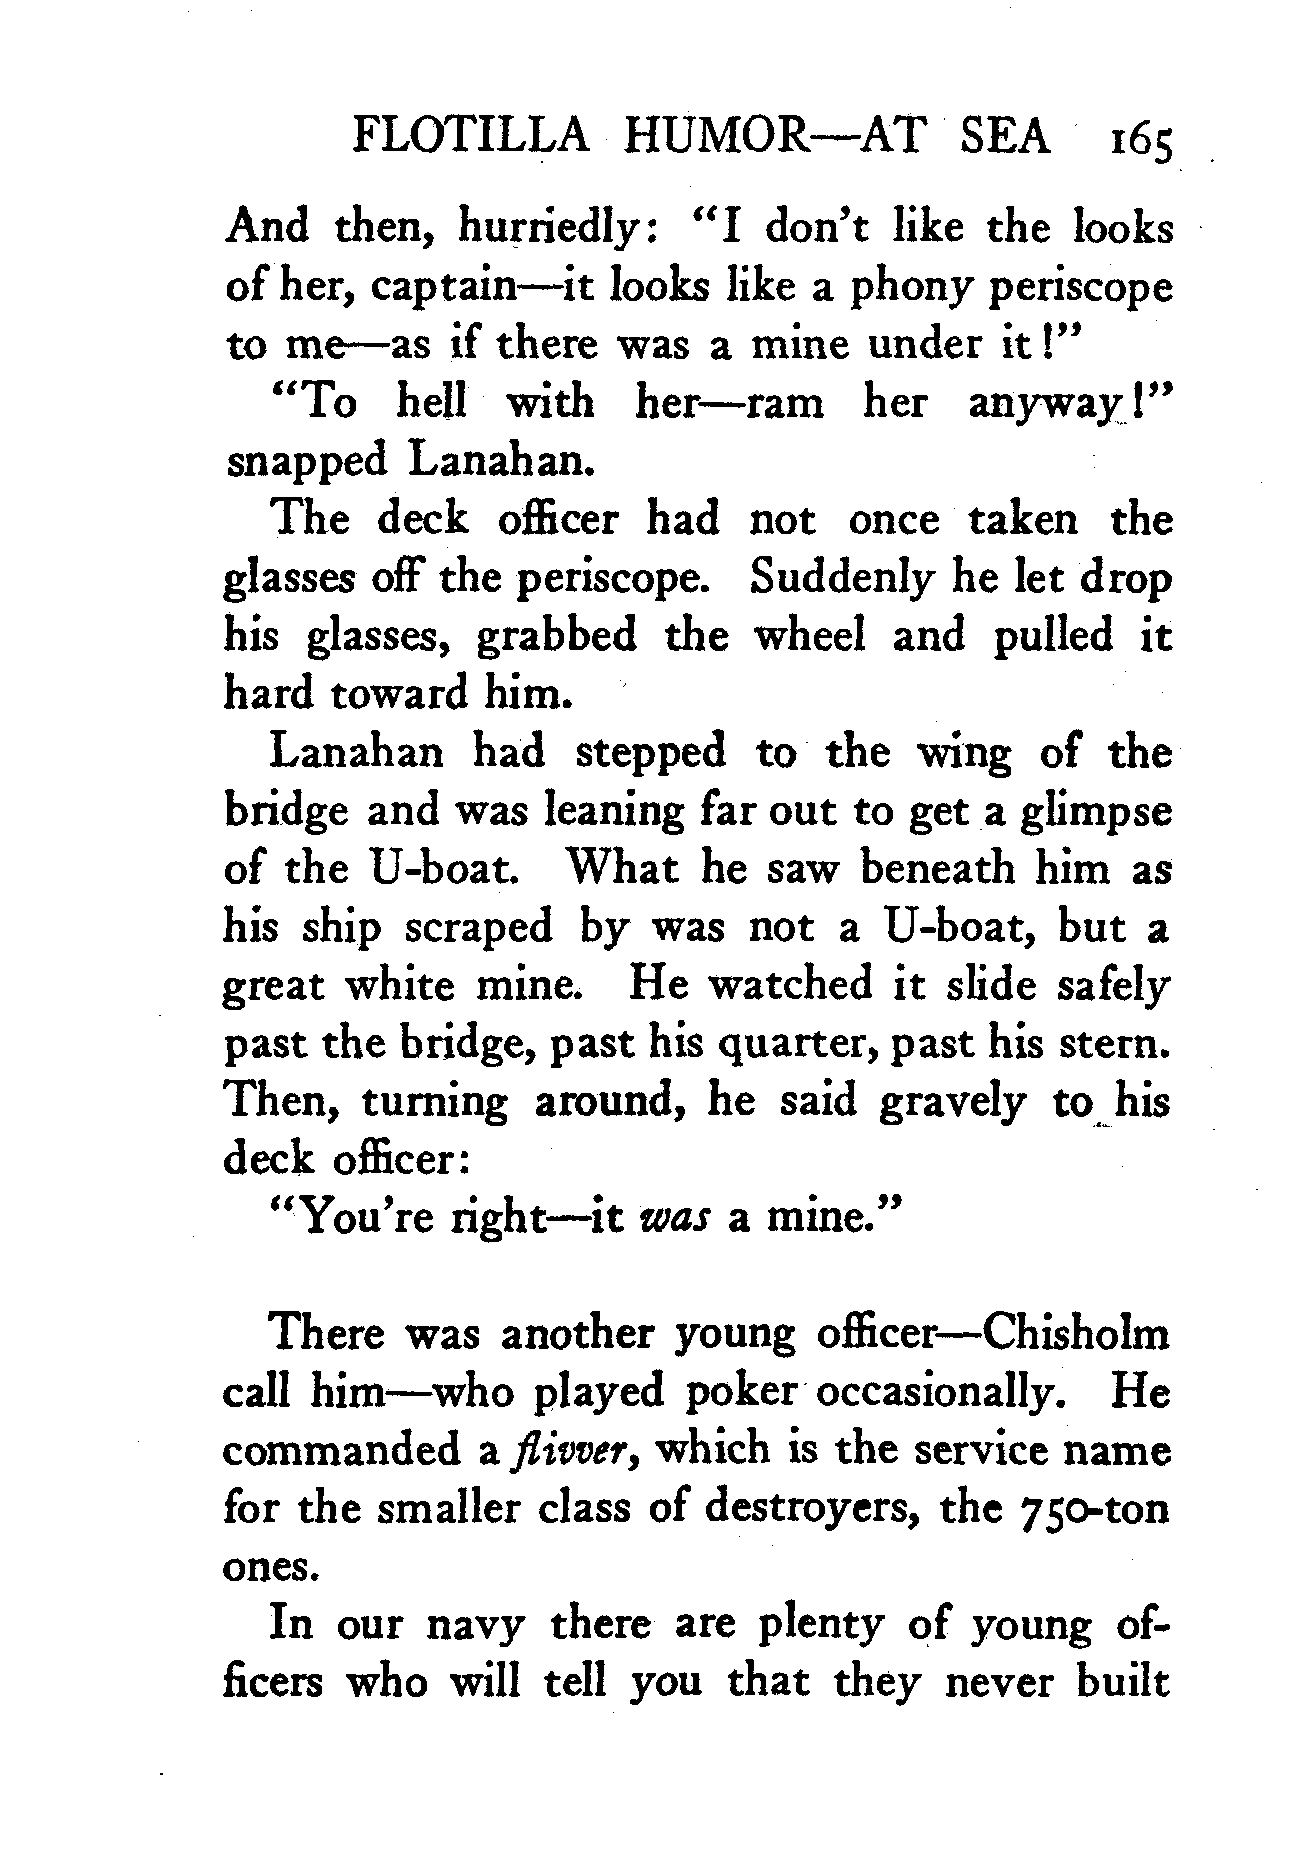 FLOTILLA HUMOR—AT SEA 165
And then, hurriedly: "I don't like the looks
of her, captain—it looks like a phony periscope
to me—as if there was a mine under it!"
"To hell with her—ram her anyway!"
snapped Lanahan.
The deck officer had not once taken the
glasses off the periscope. Suddenly he let drop
his glasses, grabbed the wheel and pulled it
hard toward him.
Lanahan had stepped to the wing of the
bridge and was leaning far out to get a glimpse
of the U-boat. What he saw beneath him as
his ship scraped by was not a U-boat, but a
great white mine. He watched it slide safely
past the bridge, past his quarter, past his stern.
Then, turning around, he said gravely to his
deck officer:
"You're right—it was a mine."
There was another young officer—Chisholm
call him—who played poker occasionally. He
commanded a flivver, which is the service name
for the smaller class of destroyers, the 750-ton
ones.
In our navy there are plenty of young of-
ficers who will tell you that they never built